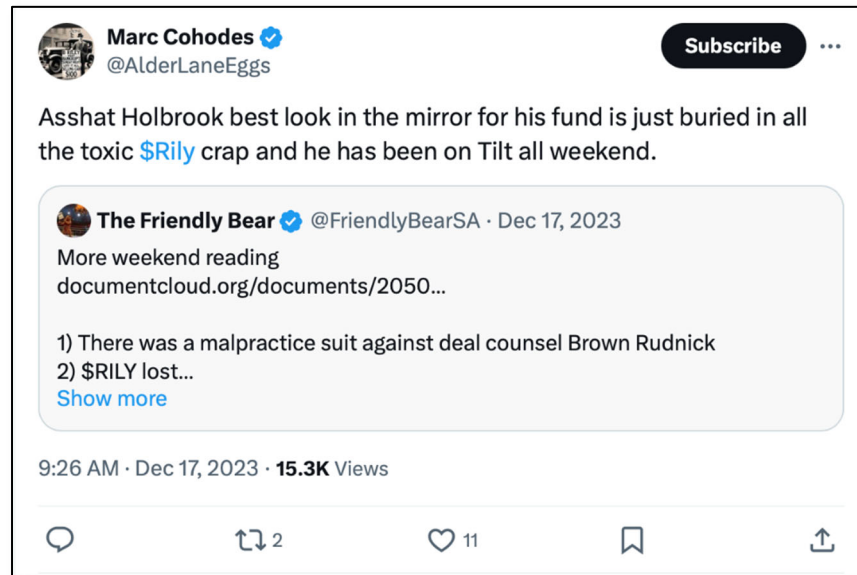 Marc Cohodes
@AlderLaneEggs
Subscribe
Asshat Holbrook best look in the mirror for his fund is just buried in all
the toxic $Rily crap and he has been on Tilt all weekend.
The Friendly Bear @FriendlyBearSA · Dec 17, 2023
More weekend reading
documentcloud.org/documents/2050...
1) There was a malpractice suit against deal counsel Brown Rudnick
2) $RILY lost...
Show more
9:26 AM · Dec 17, 2023 · 15.3K Views
2
11